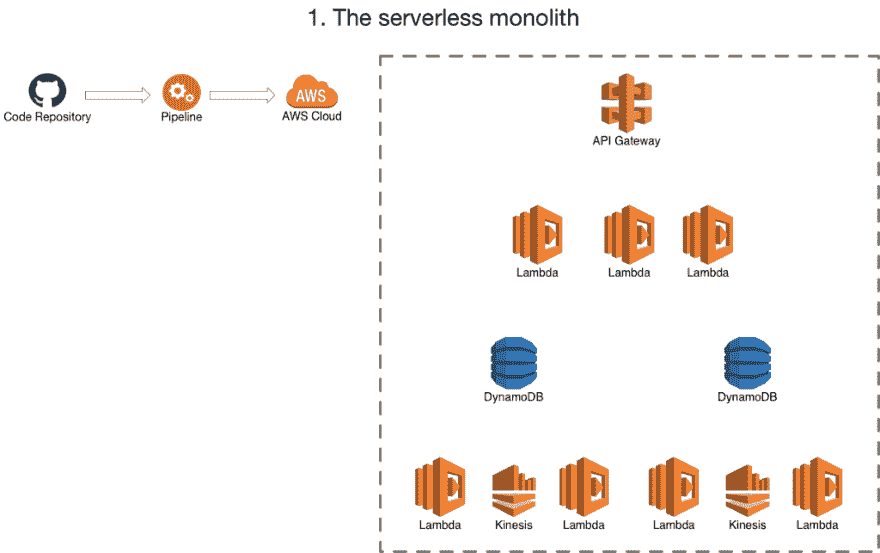 1. The serverless monolith
Code Repository
Pipeline
AWS
AWS Cloud
API Gateway
Lambda
Lambda
Lambda
DynamoDB
DynamoDB
Lambda
Kinesis
Lambda
Lambda
Kinesis
Lambda